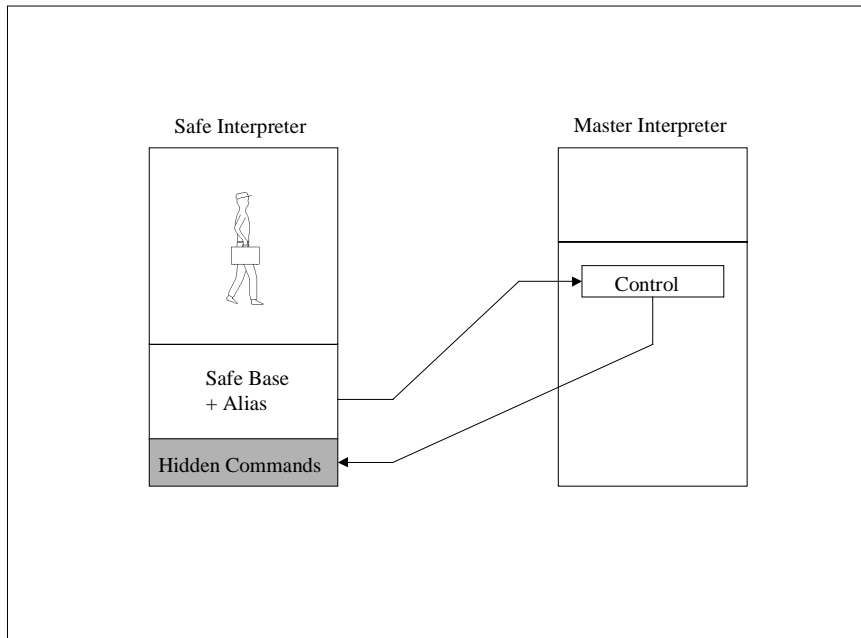 Safe Interpreter
Master Interpreter
Control
Safe Base
+ Alias
Hidden Commands